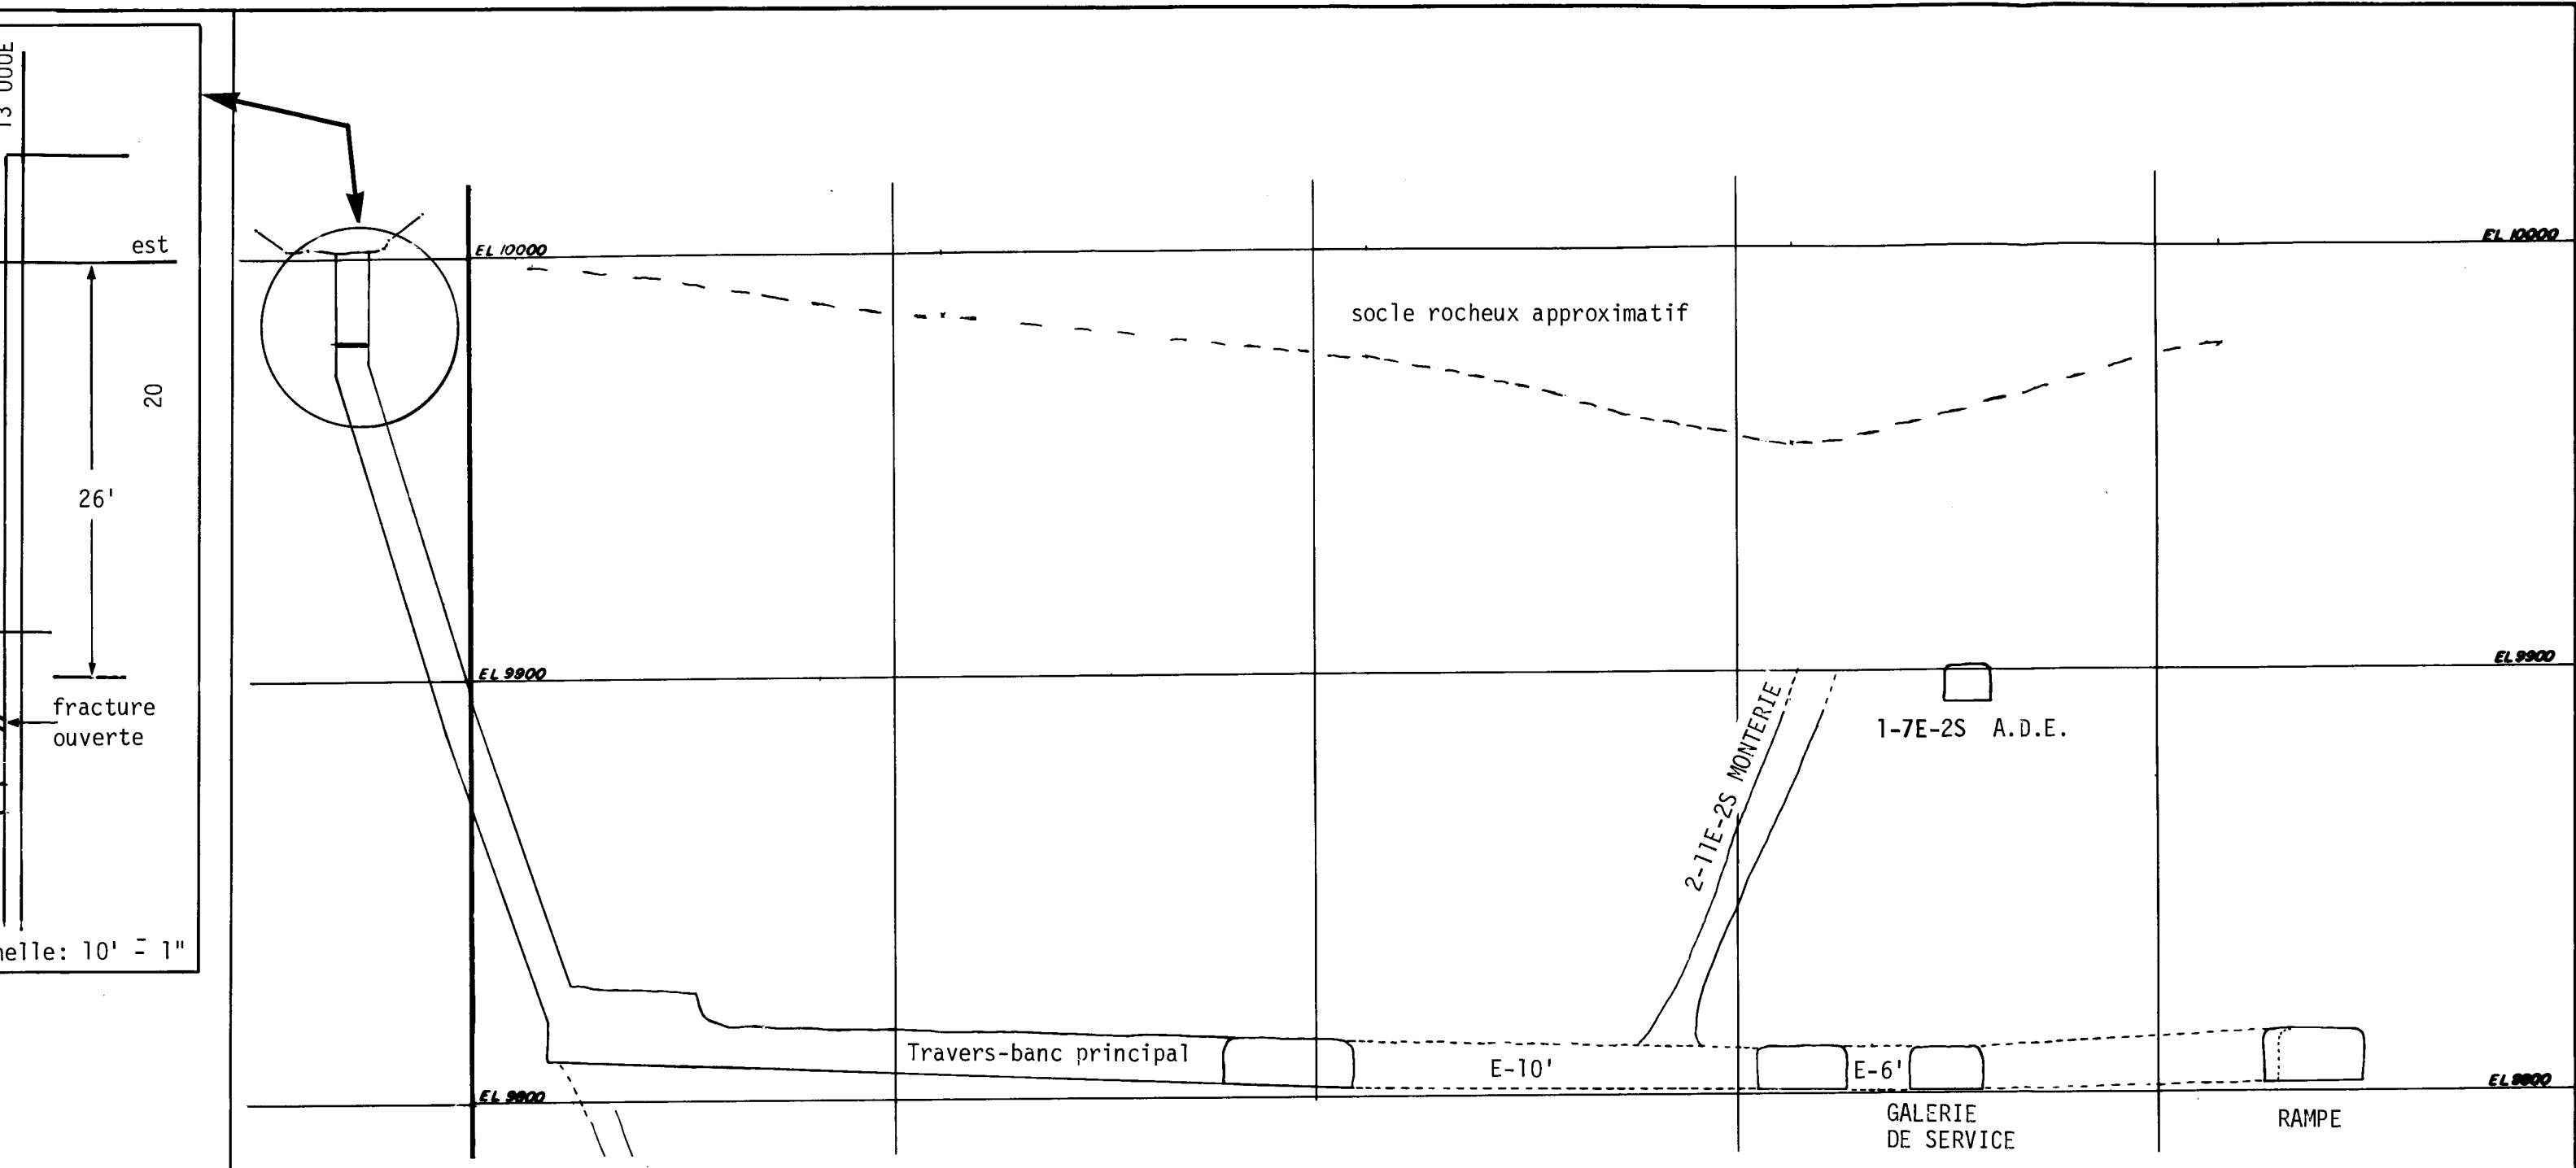 est
20
26'
fracture
ouverte
10' = 1"
EL 10000
EL 10000
socle rocheux approximatif
EL 9900
EL 9900
2-11E-2S MONTERIE
1-7E-2S A.D.E.
Travers-banc principal
E-10'
E-6'
EL 9800
EL 9800
GALERIE
DE SERVICE
RAMPE